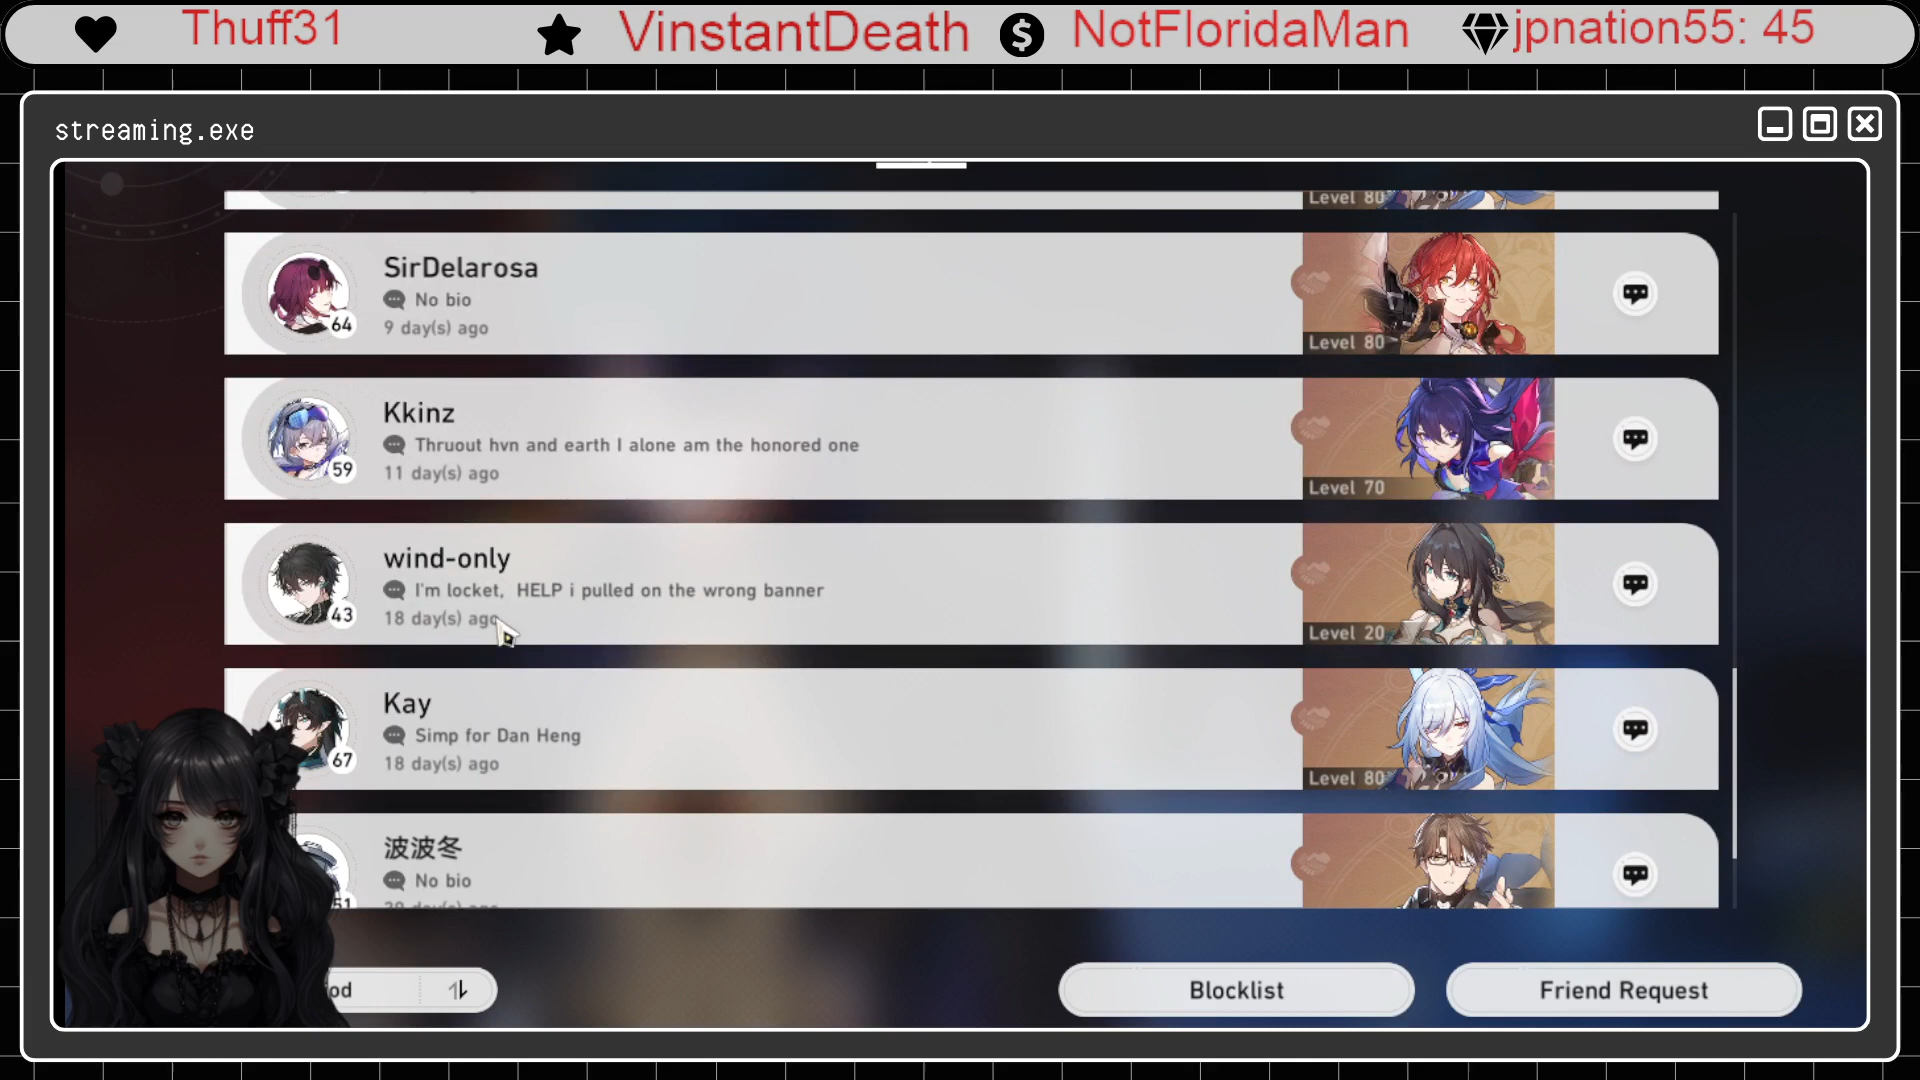 Thuff31
VinstantDeath
NotFloridaMan
jpnation55: 45
streaming.exe
Level 80
SirDelarosa
No bio
9 day(s) ago
64
Level 80
Kkinz
Thruout hvn and earth I alone am the honored one
11 day(s) ago
59
Level 70
wind-only
I'm locket, HELP i pulled on the wrong banner
18 day(s) ago
43
Level 20
Kay
Simp for Dan Heng
18 day(s) ago
67
Level 80
波波冬
No bio
51
od
Blocklist
Friend Request